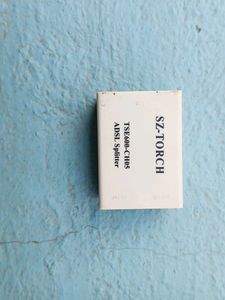 SZ-TORCH
TSE600-CH05
ADSL Splitter